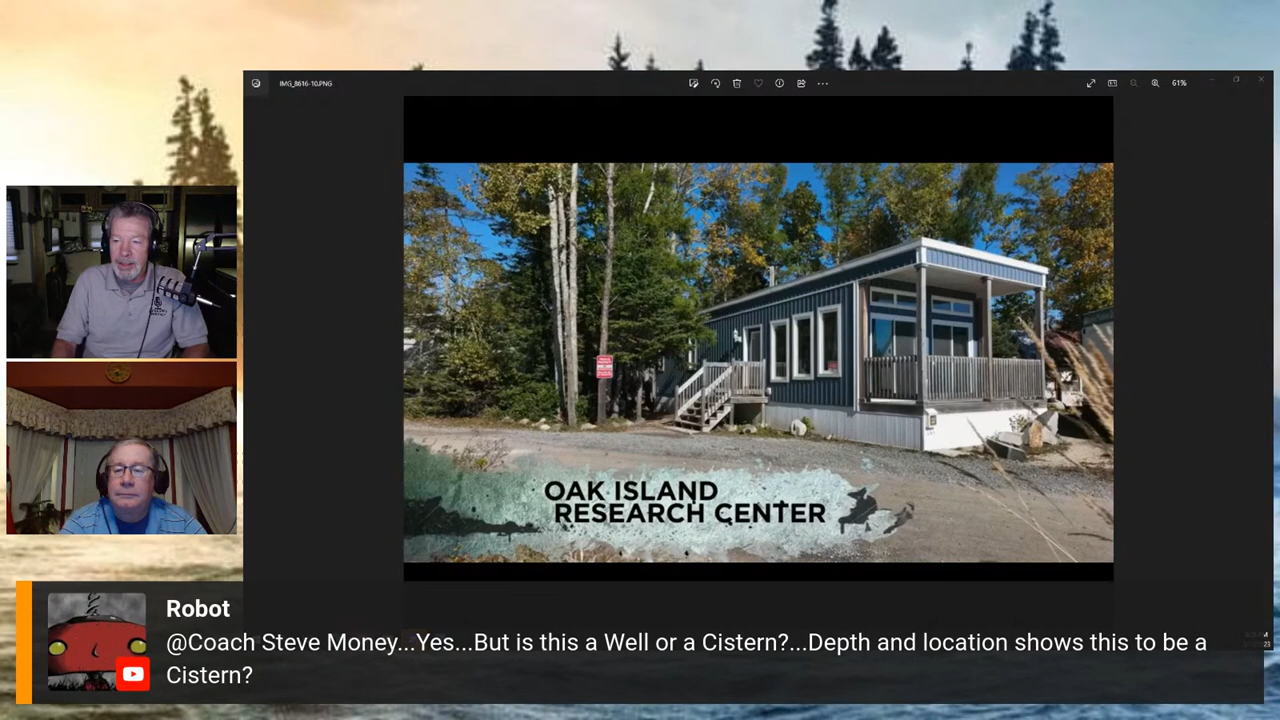 IMG_8616-10.PNG
61%
OAK ISLAND
RESEARCH CENTER
Robot
@Coach Steve Money...Yes...But is this a Well or a Cistern?...Depth and location shows this to be a
Cistern?